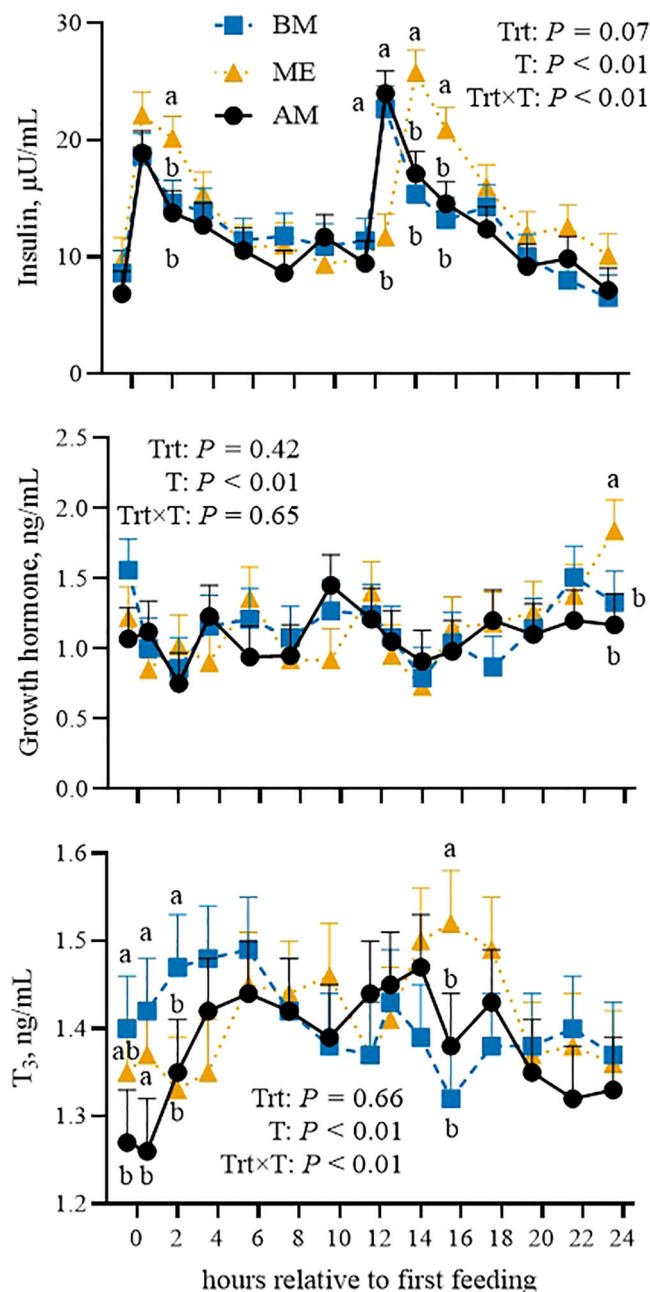 30
20
10
0
Insulin, µU/mL
BM
ME
AM
Trt: P = 0.07
T: P < 0.01
Trt×T: P < 0.01
a
b
b
a
a
b
a
b
b
a
b
b
2.5
2.0
1.5
1.0
0.5
0.0
Growth hormone, ng/mL
Trt: P = 0.42
T: P < 0.01
Trt×T: P = 0.65
a
b
b
1.6
1.5
1.4
1.3
1.2
T3, ng/mL
a
a
a
ab
a
b
b
b
b
a
b
b
Trt: P = 0.66
T: P < 0.01
Trt×T: P < 0.01
0 2 4 6 8 10 12 14 16 18 20 22 24
hours relative to first feeding